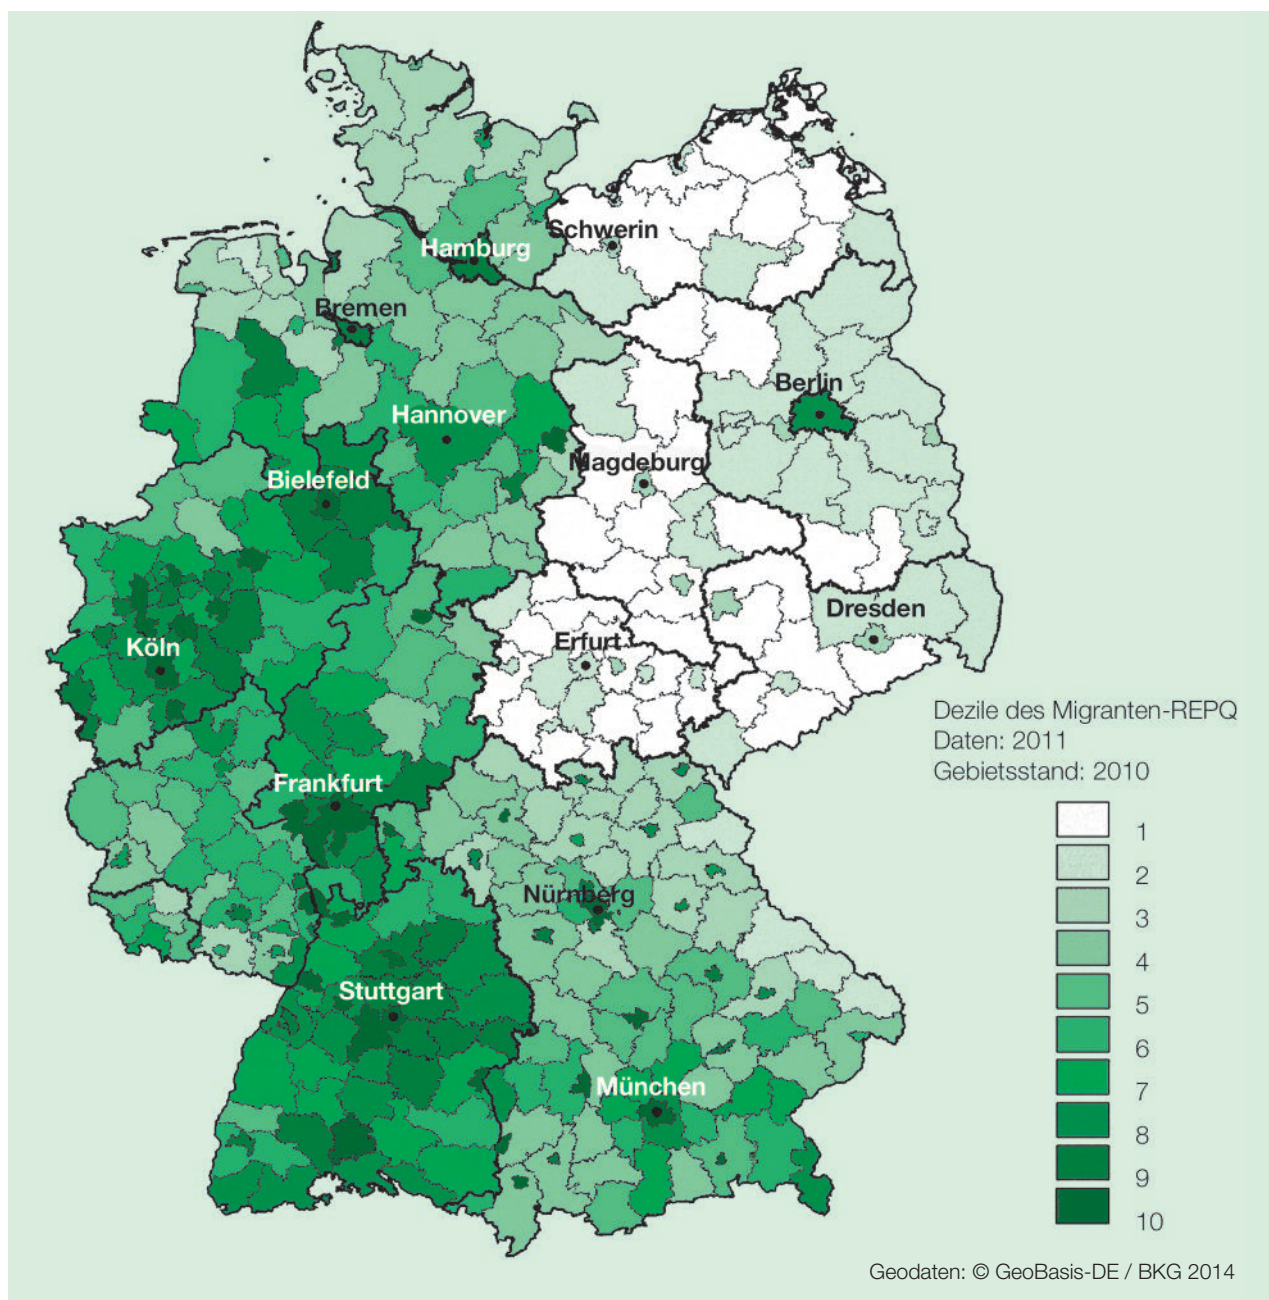 Schwerin
Hamburg
Bremen
Berlin
Hannover
Magdeburg
Bielefeld
Dresden
Erfurt
Köln
Dezile des Migranten-REPQ
Daten: 2011
Gebietsstand: 2010
Frankfurt
1
2
3
Nürnberg
4
Stuttgart
5
6
München
7
8
9
10
Geodaten: © GeoBasis-DE / BKG 2014